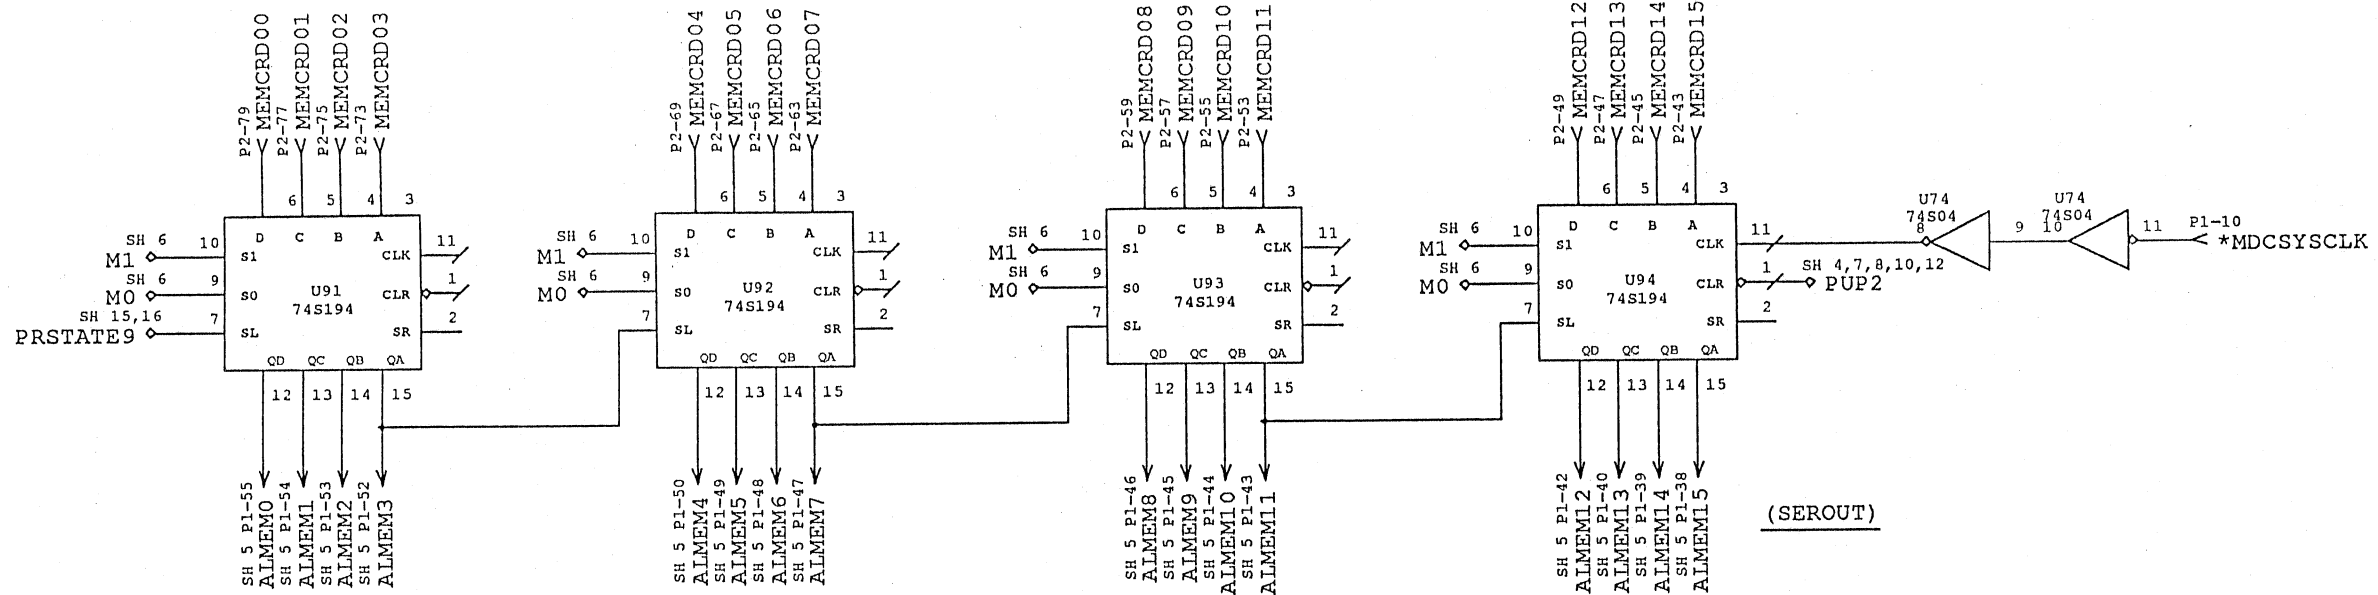 P2-79 MEMCRD00
P2-77 MEMCRD01
P2-75 MEMCRD02
P2-73 MEMCRD03
6 5 4 3
D C B A
SH 6
M1 10 S1
SH 6
M0 9 S0
SH 15,16
PRSTATE9 7 SL
U91
74S194
CLK 11
CLR 1
SR 2
QD QC QB QA
12 13 14 15
SH 5 P1-55
ALMEM0
SH 5 P1-54
ALMEM1
SH 5 P1-53
ALMEM2
SH 5 P1-52
ALMEM3
P2-69 MEMCRD04
P2-67 MEMCRD05
P2-65 MEMCRD06
P2-63 MEMCRD07
6 5 4 3
D C B A
SH 6
M1 10 S1
SH 6
M0 9 S0
7 SL
U92
74S194
CLK 11
CLR 1
SR 2
QD QC QB QA
12 13 14 15
SH 5 P1-50
ALMEM4
SH 5 P1-49
ALMEM5
SH 5 P1-48
ALMEM6
SH 5 P1-47
ALMEM7
P2-59 MEMCRD08
P2-57 MEMCRD09
P2-55 MEMCRD10
P2-53 MEMCRD11
6 5 4 3
D C B A
SH 6
M1 10 S1
SH 6
M0 9 S0
7 SL
U93
74S194
CLK 11
CLR 1
SR 2
QD QC QB QA
12 13 14 15
SH 5 P1-46
ALMEM8
SH 5 P1-45
ALMEM9
SH 5 P1-44
ALMEM10
SH 5 P1-43
ALMEM11
P2-49 MEMCRD12
P2-47 MEMCRD13
P2-45 MEMCRD14
P2-43 MEMCRD15
6 5 4 3
D C B A
SH 6
M1 10 S1
SH 6
M0 9 S0
7 SL
U94
74S194
CLK 11
CLR 1
SR 2
QD QC QB QA
12 13 14 15
SH 5 P1-42
ALMEM12
SH 5 P1-40
ALMEM13
SH 5 P1-39
ALMEM14
SH 5 P1-38
ALMEM15
U74
74S04
8 9
U74
74S04
10 11
P1-10
*MDCSYSCLK
SH 4,7,8,10,12
PUP2
(SEROUT)